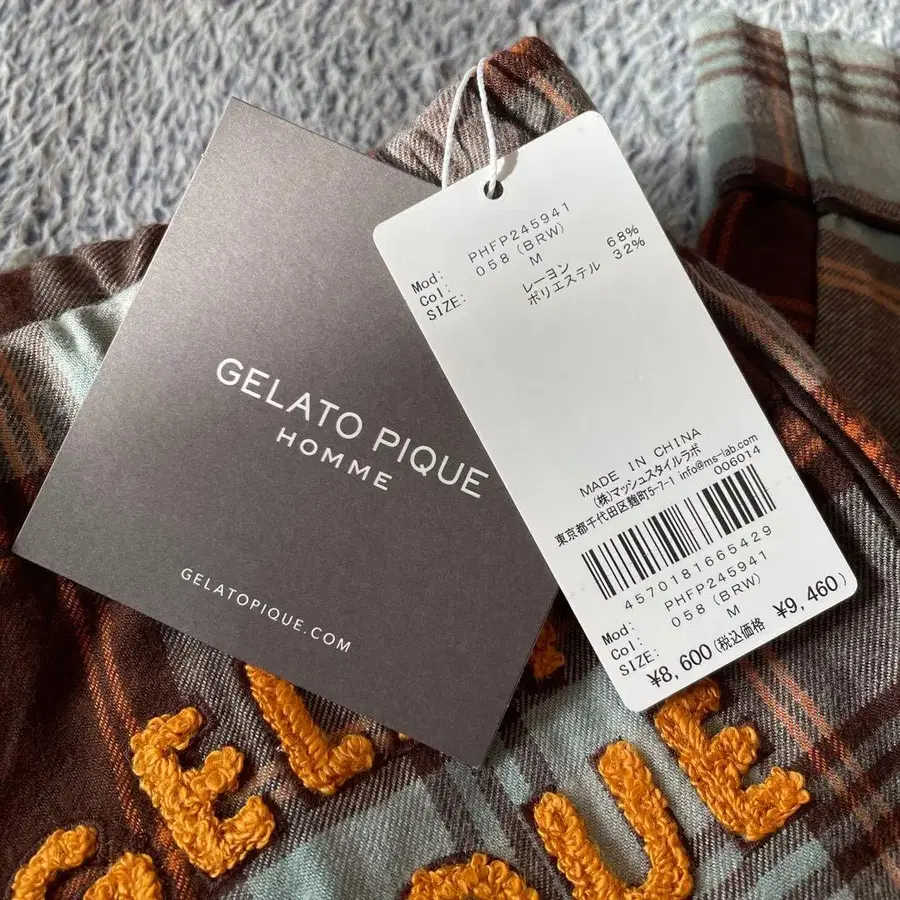 GELATO PIQUE
HOMME
GELATOPIQUE.COM
Mod: PHFP245941
Col: 058 (BRW)
SIZE: M
レーヨン 68%
ポリエステル 32%
MADE IN CHINA
(株)マッシュスタイルラボ
東京都千代田区麹町5-7-1 info@ms-lab.com
006014
4570181665429
Mod: PHFP245941
Col: 058 (BRW)
SIZE: M
¥8,600 (税込価格 ¥9,460)
GEL
QUE